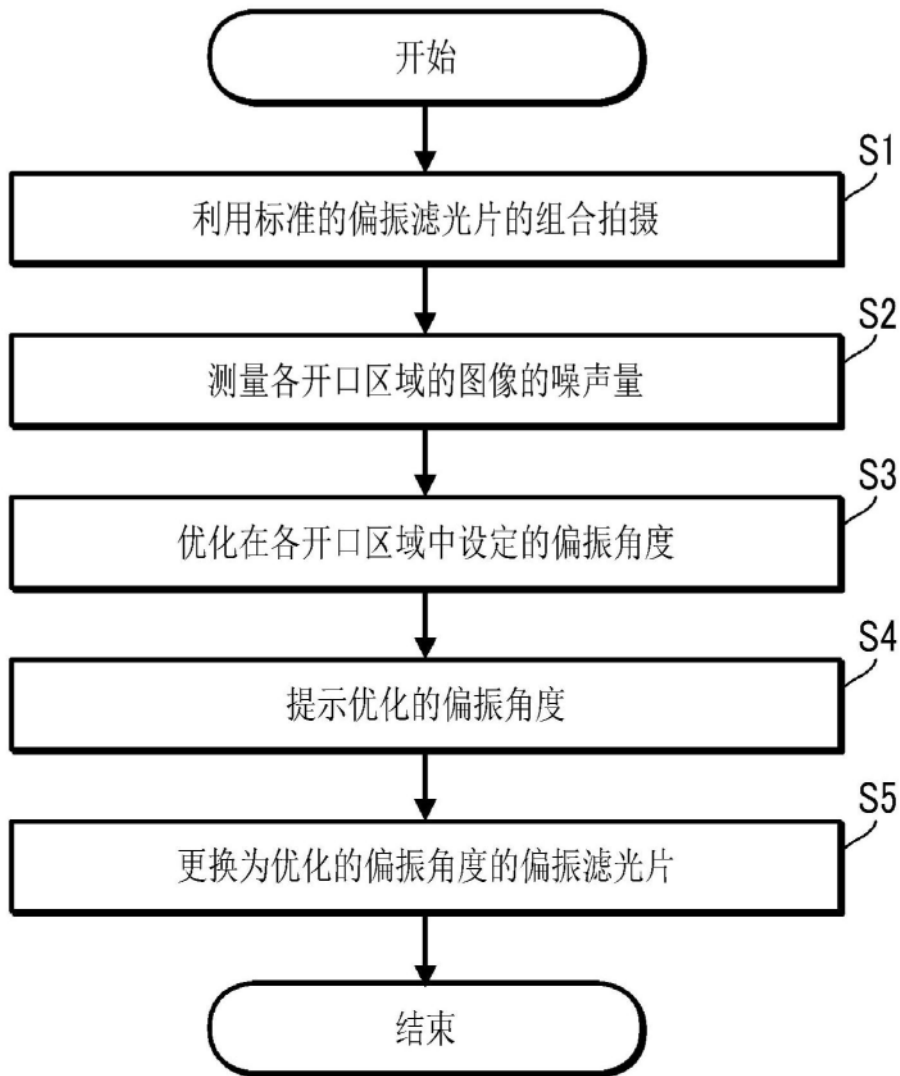 开始
S1
利用标准的偏振滤光片的组合拍摄
S2
测量各开口区域的图像的噪声量
S3
优化在各开口区域中设定的偏振角度
S4
提示优化的偏振角度
S5
更换为优化的偏振角度的偏振滤光片
结束